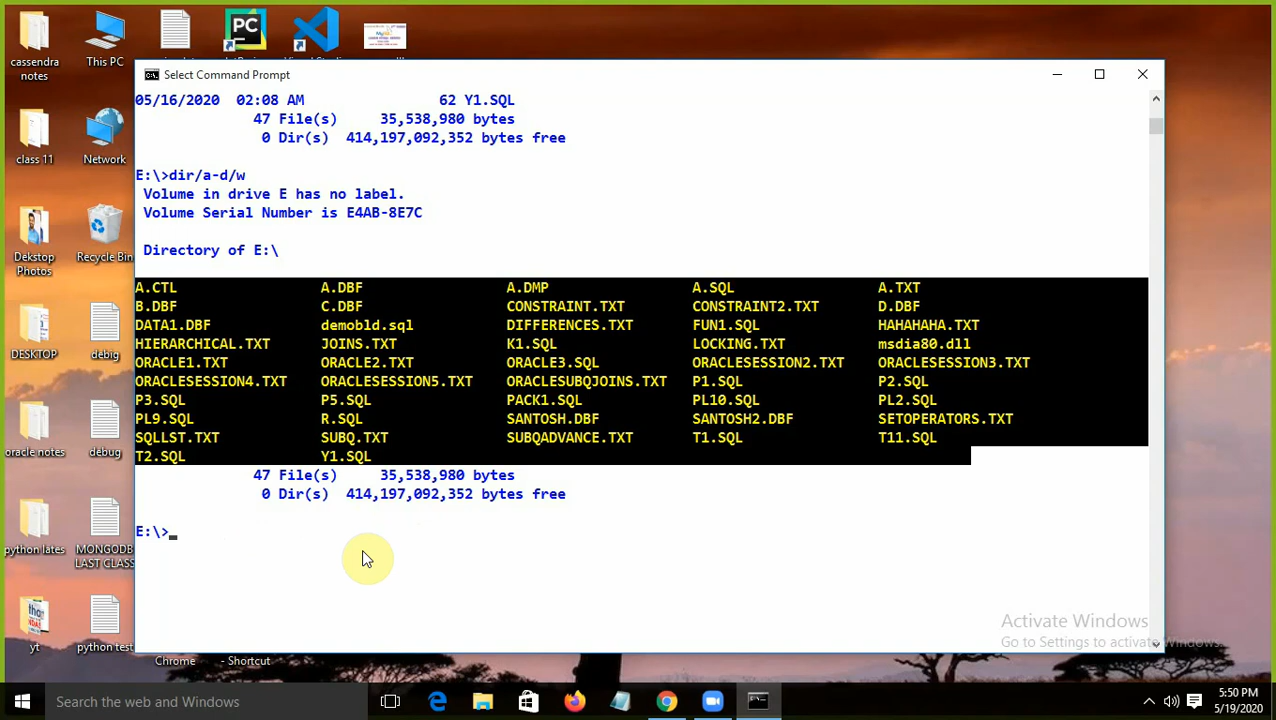 cassendra notes
This PC
PC
Select Command Prompt
05/16/2020 02:08 AM 62 Y1.SQL
47 File(s) 35,538,980 bytes
0 Dir(s) 414,197,092,352 bytes free
E:\>dir/a-d/w
Volume in drive E has no label.
Volume Serial Number is E4AB-8E7C
Directory of E:\
A.CTL A.DBF A.DMP A.SQL A.TXT
B.DBF C.DBF CONSTRAINT.TXT CONSTRAINT2.TXT D.DBF
DATA1.DBF demobld.sql DIFFERENCES.TXT FUN1.SQL HAHAHAHA.TXT
HIERARCHICAL.TXT JOINS.TXT K1.SQL LOCKING.TXT msdia80.dll
ORACLE1.TXT ORACLE2.TXT ORACLE3.SQL ORACLESESSION2.TXT ORACLESESSION3.TXT
ORACLESESSION4.TXT ORACLESESSION5.TXT ORACLESUBQJOINS.TXT P1.SQL P2.SQL
P3.SQL P5.SQL PACK1.SQL PL10.SQL PL2.SQL
PL9.SQL R.SQL SANTOSH.DBF SANTOSH2.DBF SETOPERATORS.TXT
SQLLST.TXT SUBQ.TXT SUBQADVANCE.TXT T1.SQL T11.SQL
T2.SQL Y1.SQL
47 File(s) 35,538,980 bytes
0 Dir(s) 414,197,092,352 bytes free
E:\>
class 11
Network
Dekstop Photos
Recycle Bin
DESKTOP
debig
oracle notes
debug
python lates
MONGODB LAST CLASS
yt
python test
Chrome
- Shortcut
Activate Windows
Go to Settings to activate Windows.
Search the web and Windows
5:50 PM
5/19/2020